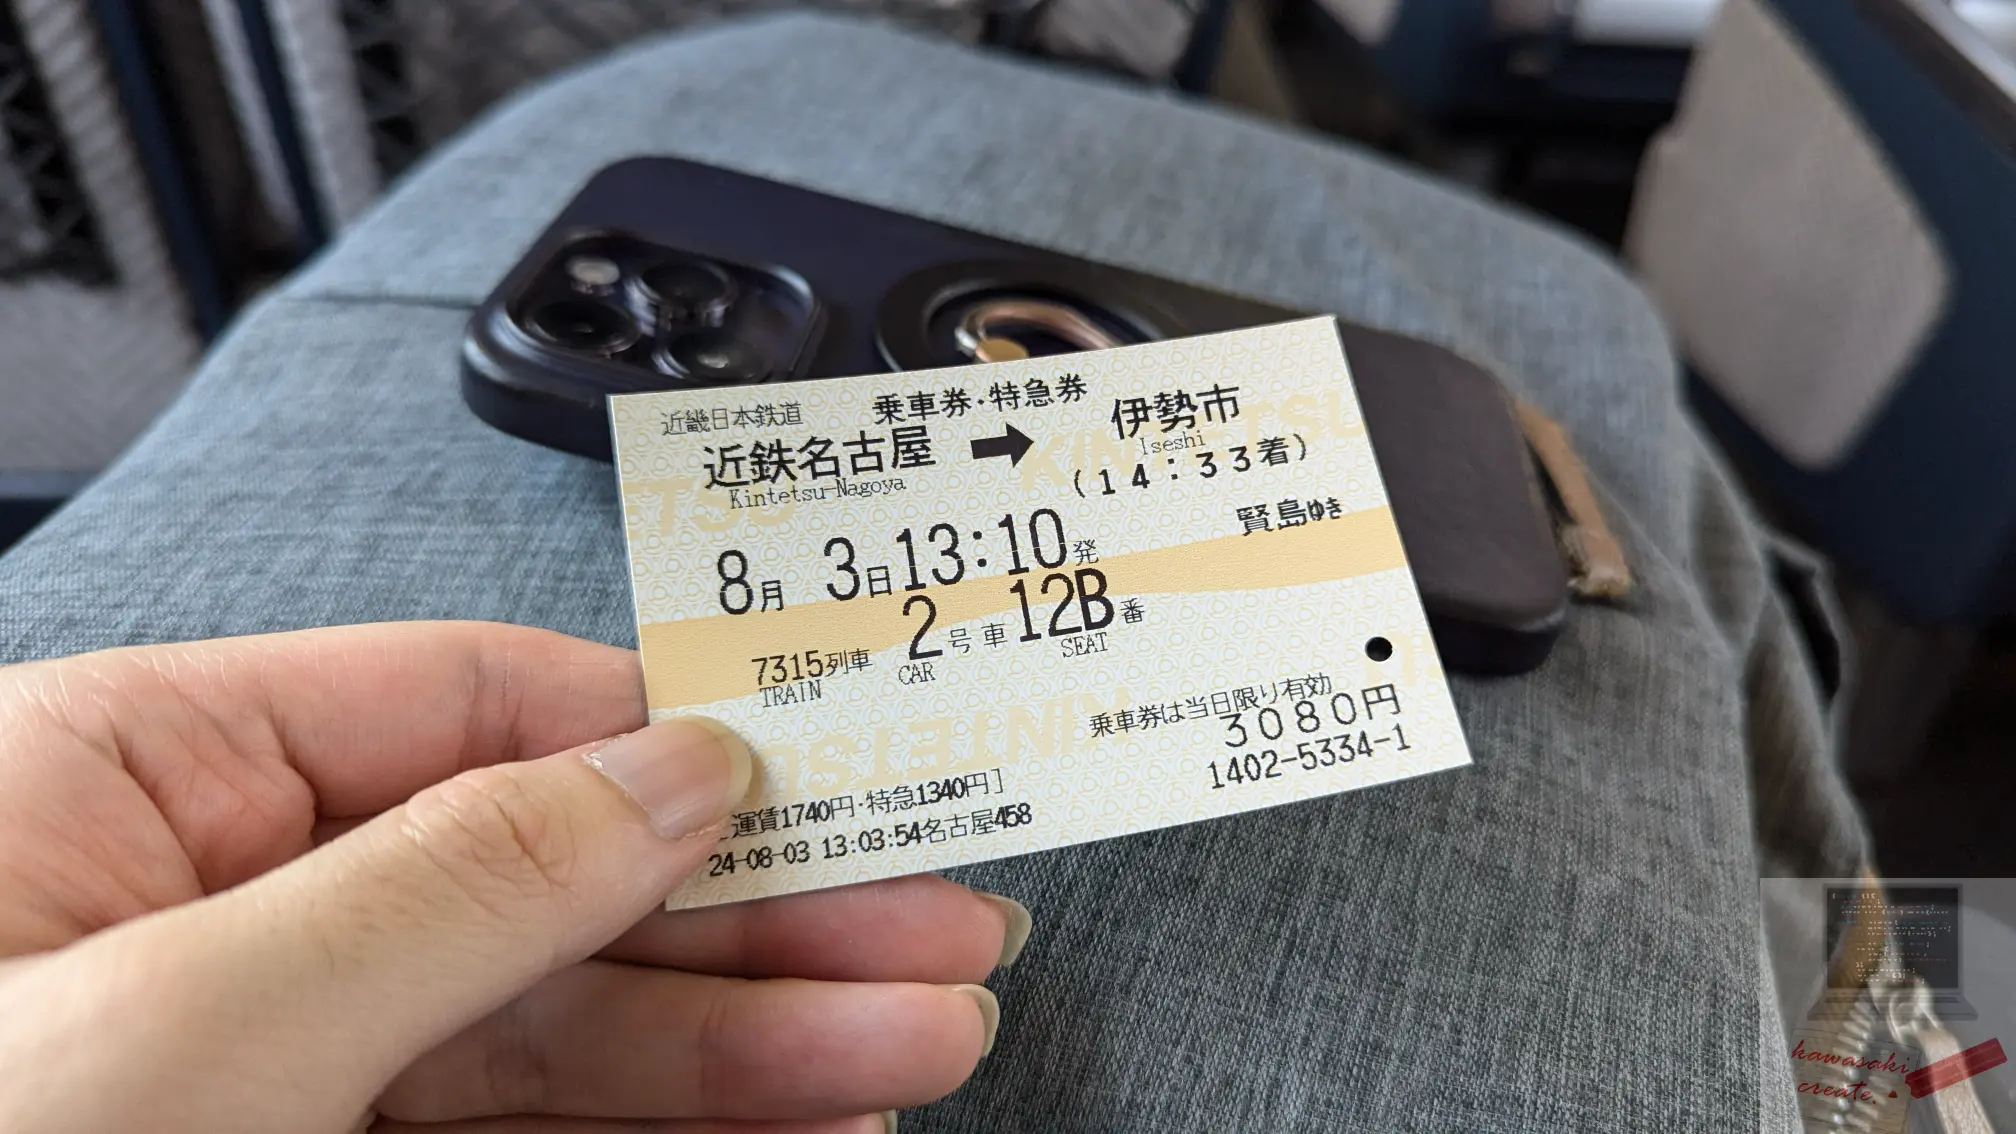 近畿日本鉄道
乗車券・特急券
近鉄名古屋 ➡ 伊勢市
Kintetsu-Nagoya Iseshi
(14:33着)
8月 3日 13:10発
賢島ゆき
2号車 12B番
7315列車 CAR SEAT
TRAIN
乗車券は当日限り有効
3080円
1402-5334-1
運賃1740円・特急1340円]
24-08-03 13:03:54名古屋458
KINTETSU
kawasaki
create.